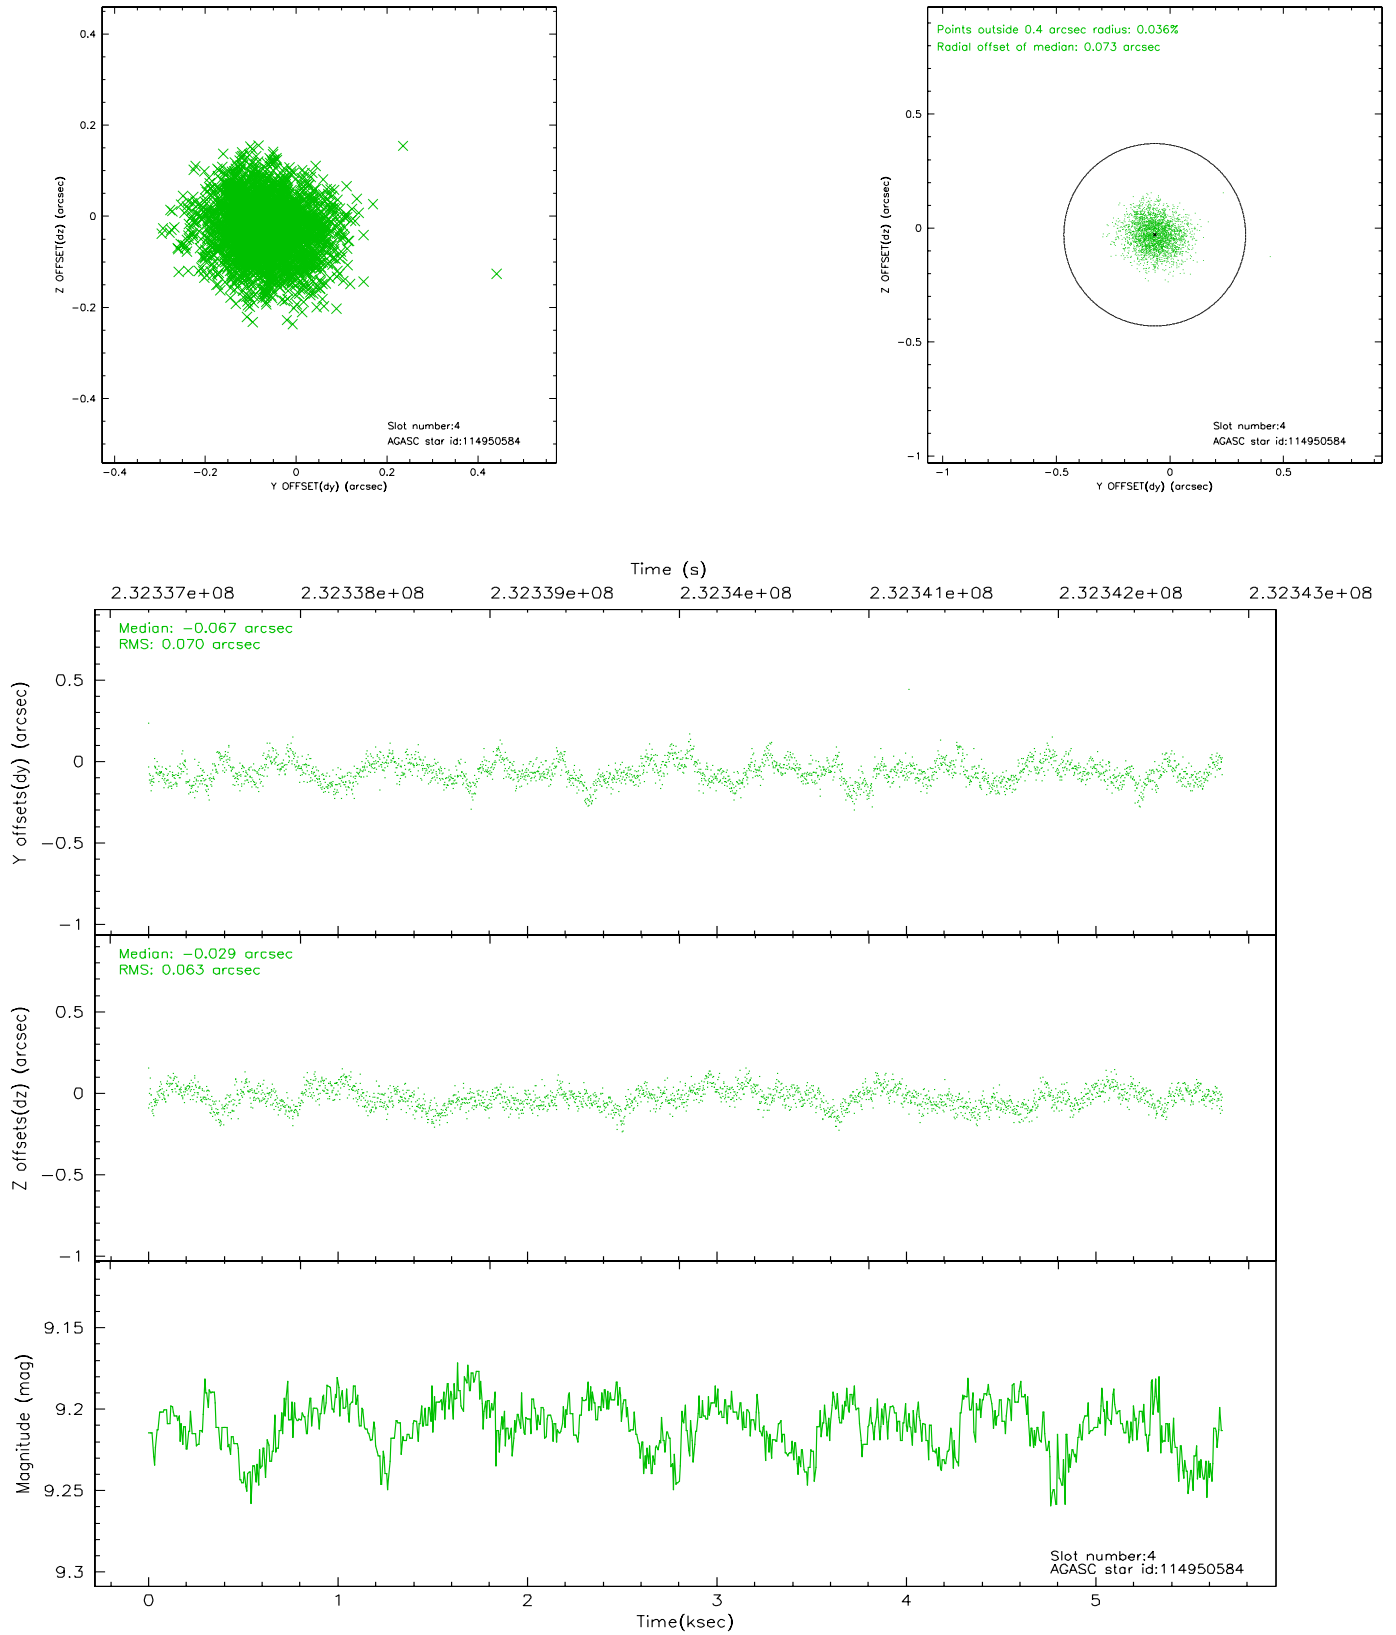 0.4
0.2
0
−0.2
−0.4
Z OFFSET(dz) (arcsec)
Slot number:4
AGASC star id:114950584
−0.4 −0.2 0 0.2 0.4
Y OFFSET(dy) (arcsec)
Points outside 0.4 arcsec radius: 0.036%
Radial offset of median: 0.073 arcsec
0.5
0
−0.5
−1
Z OFFSET(dz) (arcsec)
Slot number:4
AGASC star id:114950584
−1 −0.5 0 0.5
Y OFFSET(dy) (arcsec)
Time (s)
2.32337e+08 2.32338e+08 2.32339e+08 2.3234e+08 2.32341e+08 2.32342e+08 2.32343e+08
Median: −0.067 arcsec
RMS: 0.070 arcsec
0.5
0
−0.5
−1
Y offsets(dy) (arcsec)
Median: −0.029 arcsec
RMS: 0.063 arcsec
0.5
0
−0.5
−1
Z offsets(dz) (arcsec)
9.15
9.2
9.25
9.3
Magnitude (mag)
Slot number:4
AGASC star id:114950584
0 1 2 3 4 5
Time(ksec)